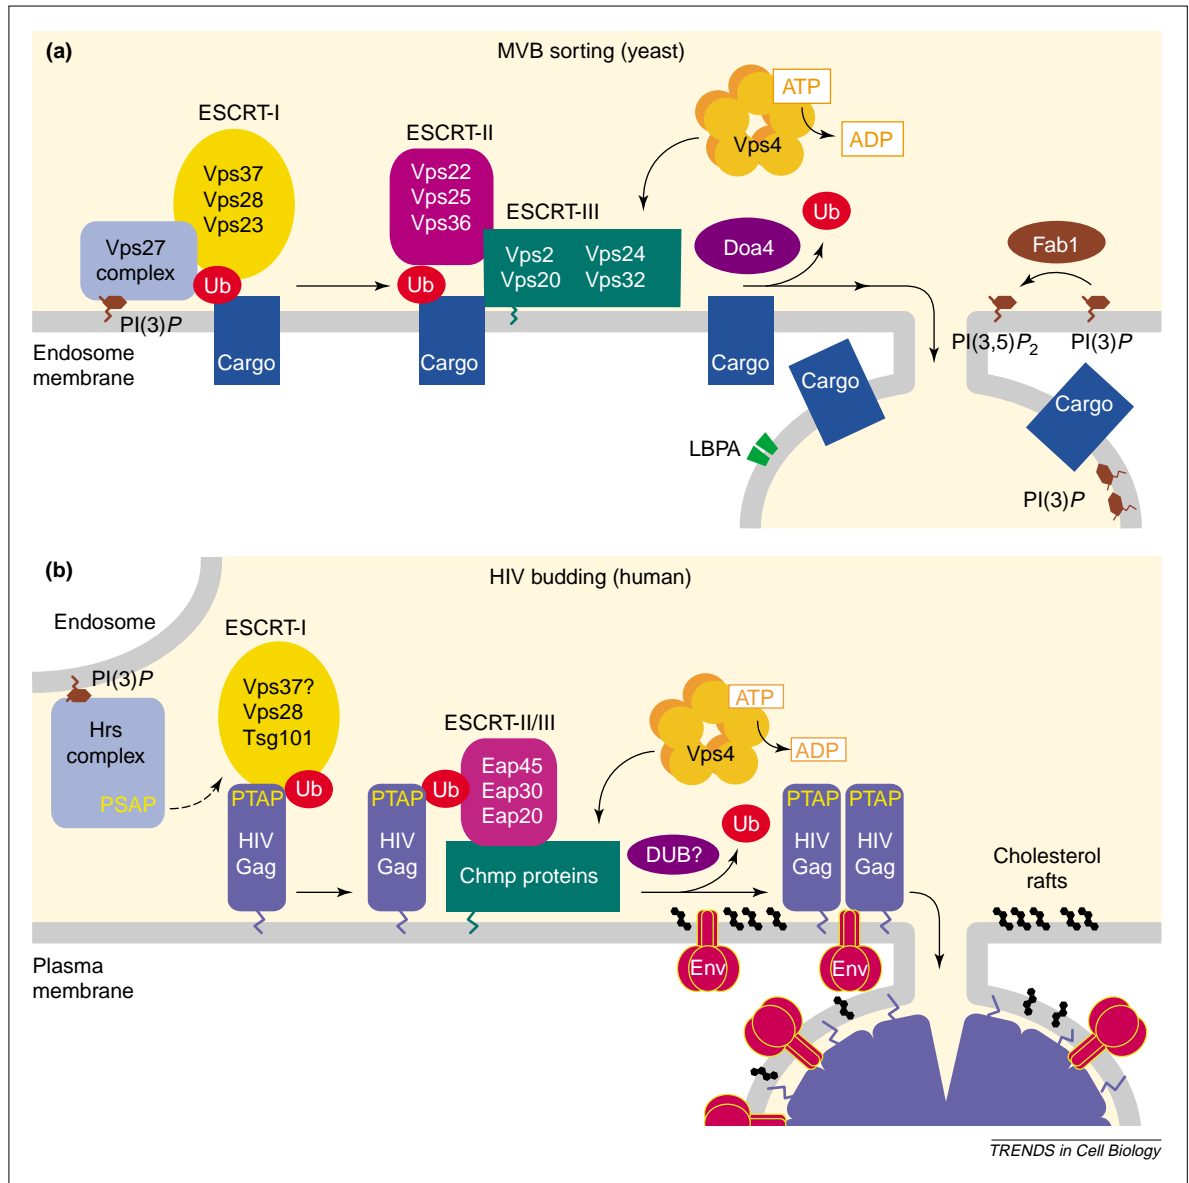 (a)
MVB sorting (yeast)
ESCRT-I
Vps37
Vps28
Vps23
Vps27
complex
Ub
PI(3)P
Cargo
Endosome
membrane
ESCRT-II
Vps22
Vps25
Vps36
Ub
Cargo
ESCRT-III
Vps2 Vps24
Vps20 Vps32
Vps4
ATP
ADP
Doa4
Ub
Cargo
Cargo
LBPA
Fab1
PI(3,5)P2
PI(3)P
Cargo
PI(3)P
(b)
HIV budding (human)
Endosome
PI(3)P
Hrs
complex
PSAP
ESCRT-I
Vps37?
Vps28
Tsg101
PTAP
Ub
HIV
Gag
Plasma
membrane
ESCRT-II/III
PTAP
HIV
Gag
Ub
Eap45
Eap30
Eap20
Chmp proteins
Vps4
ATP
ADP
DUB?
Ub
Env
PTAP PTAP
HIV HIV
Gag Gag
Env
Cholesterol
rafts
TRENDS in Cell Biology